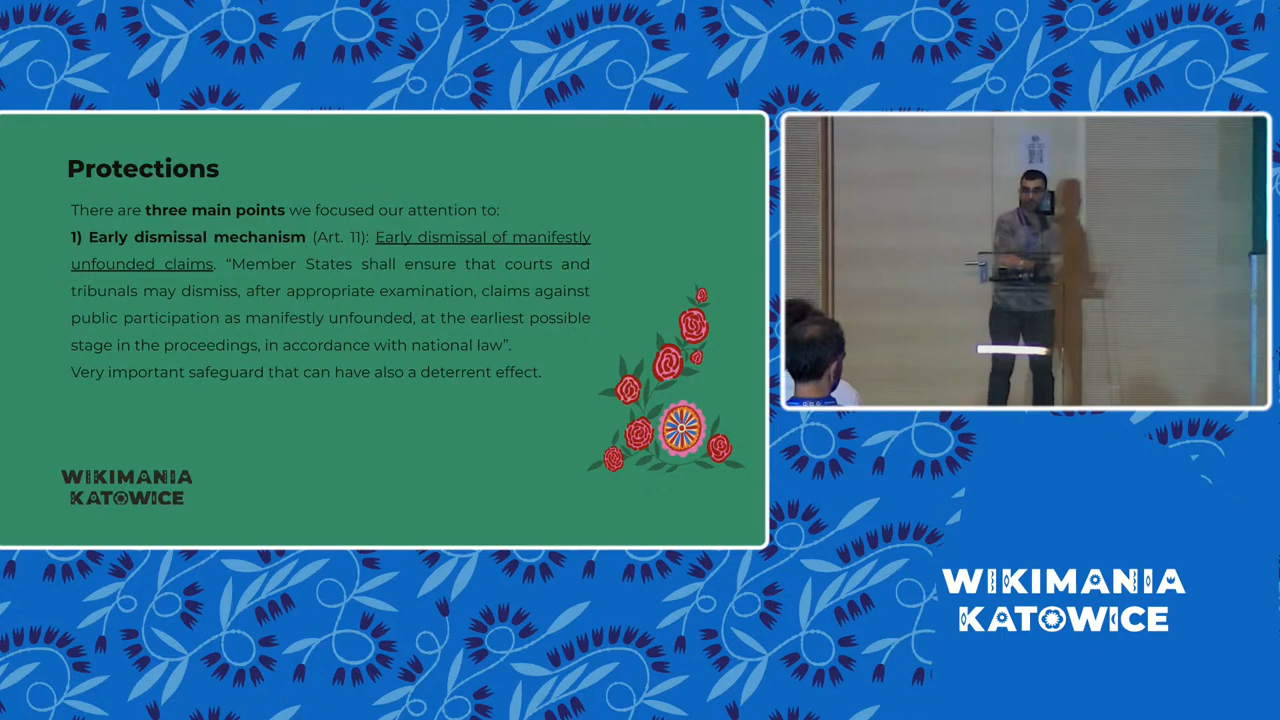 Protections
There are three main points we focused our attention to:
1) Early dismissal mechanism (Art. 11): Early dismissal of manifestly
unfounded claims. “Member States shall ensure that courts and
tribunals may dismiss, after appropriate examination, claims against
public participation as manifestly unfounded, at the earliest possible
stage in the proceedings, in accordance with national law”.
Very important safeguard that can have also a deterrent effect.
WIKIMANIA
KATOWICE
WIKIMANIA
KATOWICE